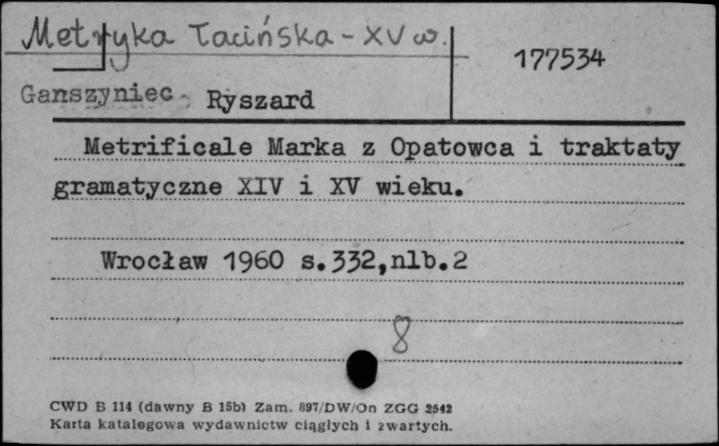 Metryka Łacińska - XV w.
177534
Ganszyniec Ryszard
Metrificale Marka z Opatowca i traktaty
gramatyczne XIV i XV wieku.
Wrocław 1960 s.332,nlb.2
8
CWD B 114 (dawny B 15b) Zam. 897/DW/On ZGG 2542
Karta katalogowa wydawnictw ciągłych i zwartych.